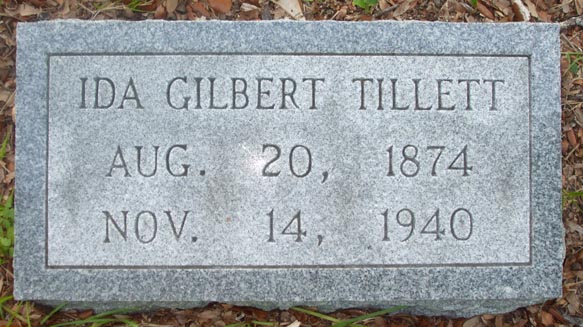 IDA GILBERT TILLETT
AUG. 20, 1874
NOV. 14, 1940